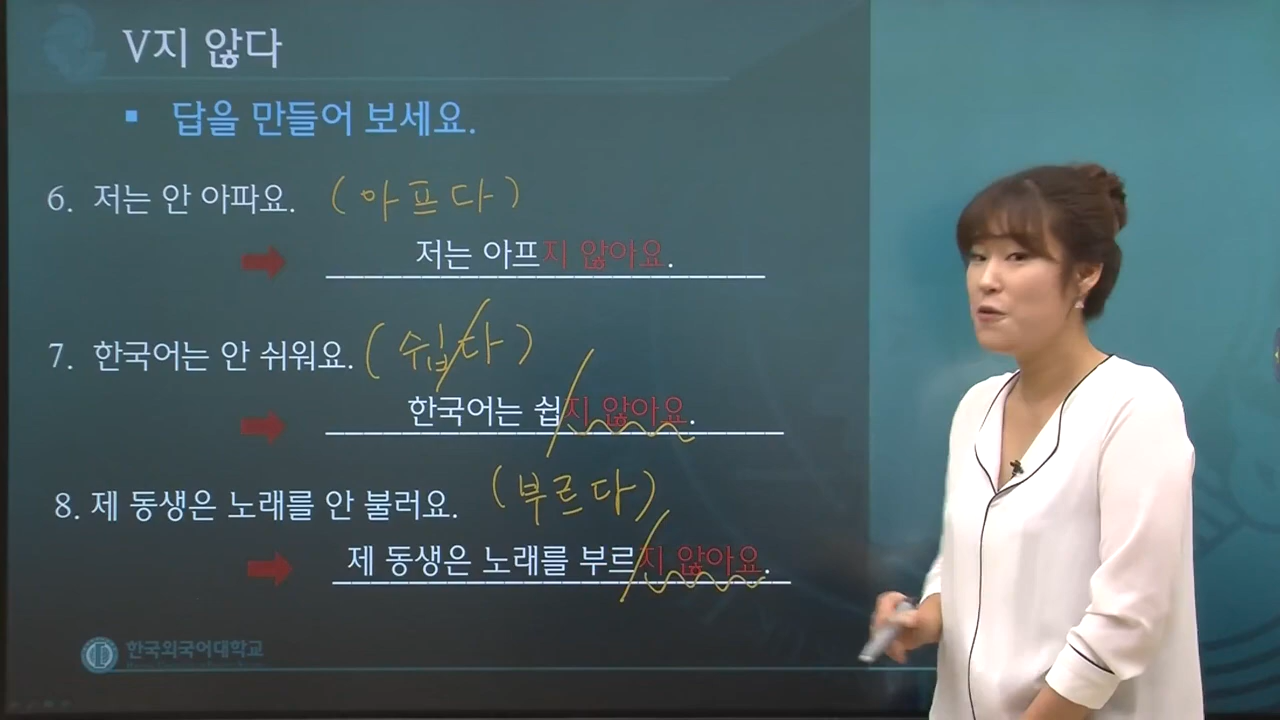 V지 않다
▪ 답을 만들어 보세요.
6. 저는 안 아파요. (아프다)
저는 아프지 않아요.
7. 한국어는 안 쉬워요. (쉽다)
한국어는 쉽지 않아요.
8. 제 동생은 노래를 안 불러요. (부르다)
제 동생은 노래를 부르지 않아요.
한국외국어대학교